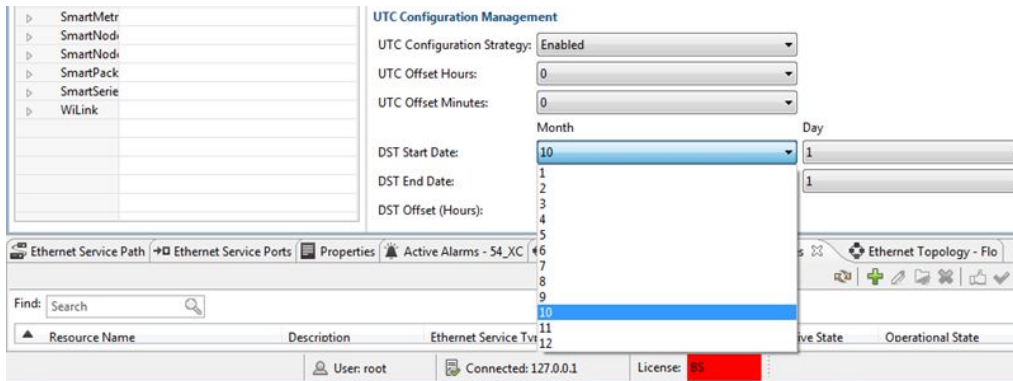 SmartMetr
SmartNod
SmartNod
SmartPack
SmartSerie
WiLink
UTC Configuration Management
UTC Configuration Strategy: Enabled
UTC Offset Hours: 0
UTC Offset Minutes: 0
Month Day
DST Start Date: 10 1
DST End Date: 1
DST Offset (Hours):
1
2
3
4
5
6
7
8
9
10
11
12
Ethernet Service Path Ethernet Service Ports Properties Active Alarms - 54_XC s Ethernet Topology - Flo
Find: Search
Resource Name Description Ethernet Service Ty ive State Operational State
User: root Connected: 127.0.0.1 License: BS